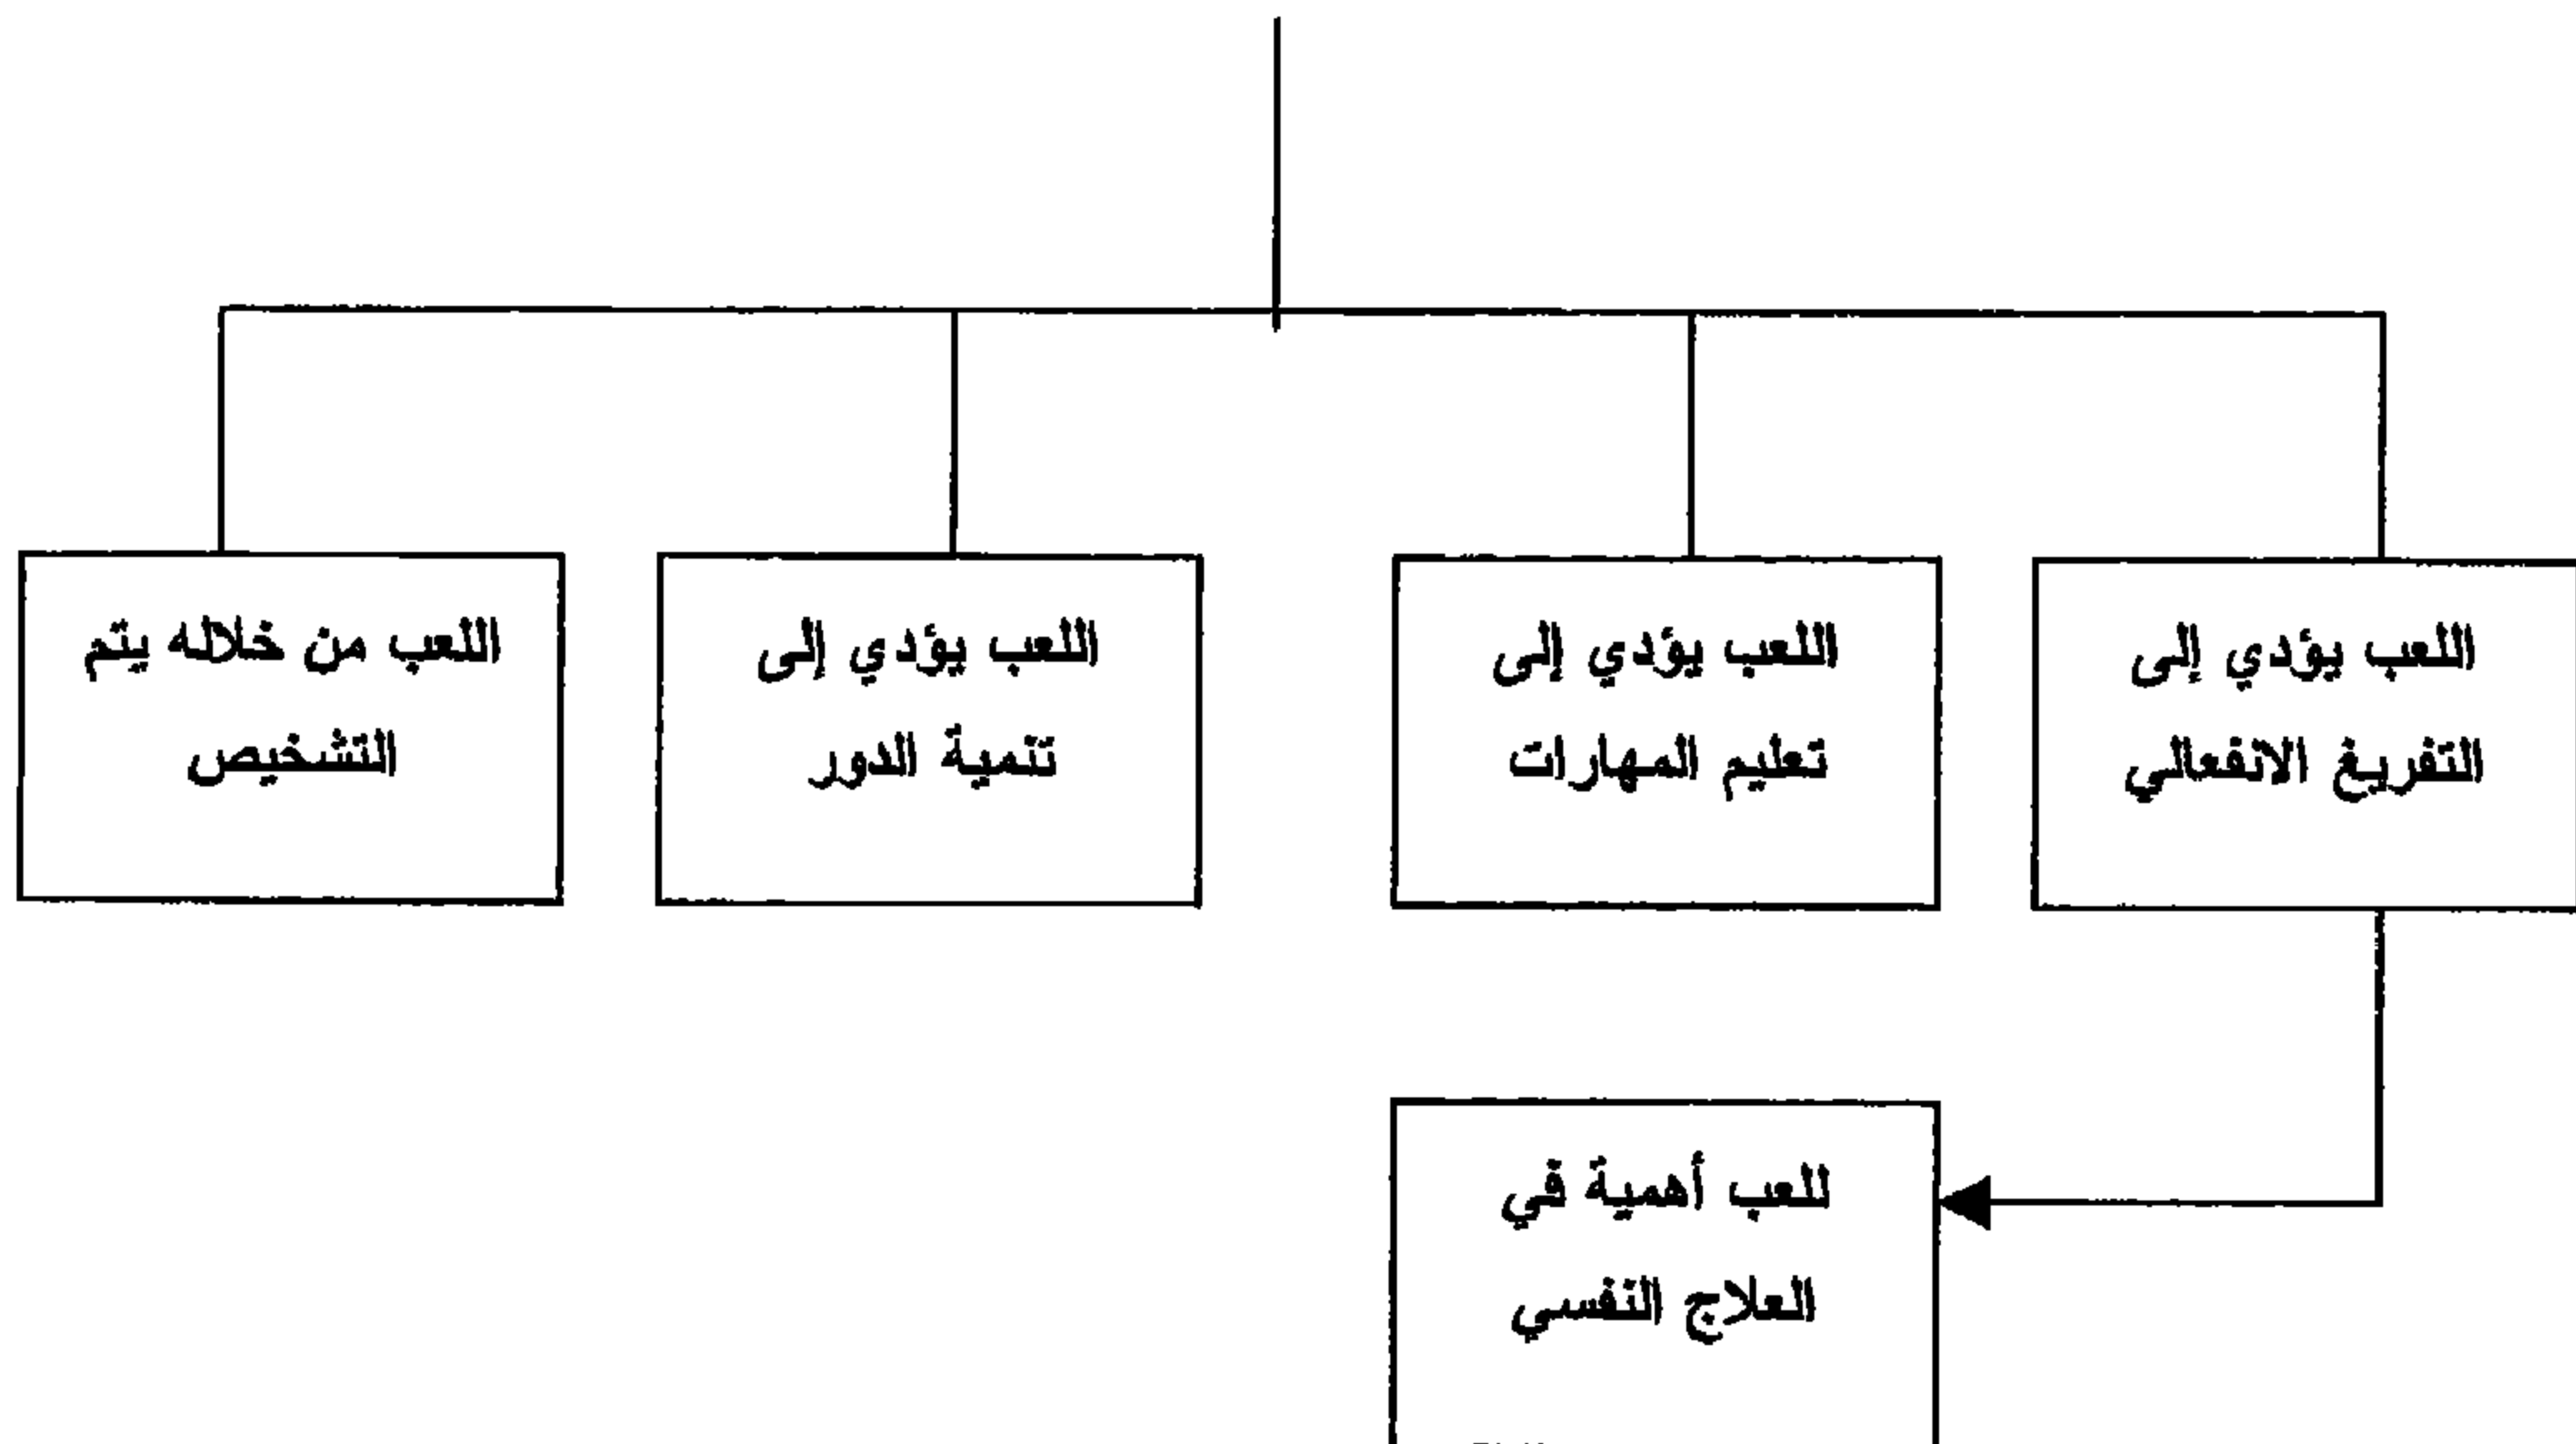 اللعب يؤدي إلى
التفريغ الانفعالي
اللعب يؤدي إلى
تعليم المهارات
اللعب يؤدي إلى
تنمية الدور
اللعب من خلاله يتم
التشخيص
للعب أهمية في
العلاج النفسي